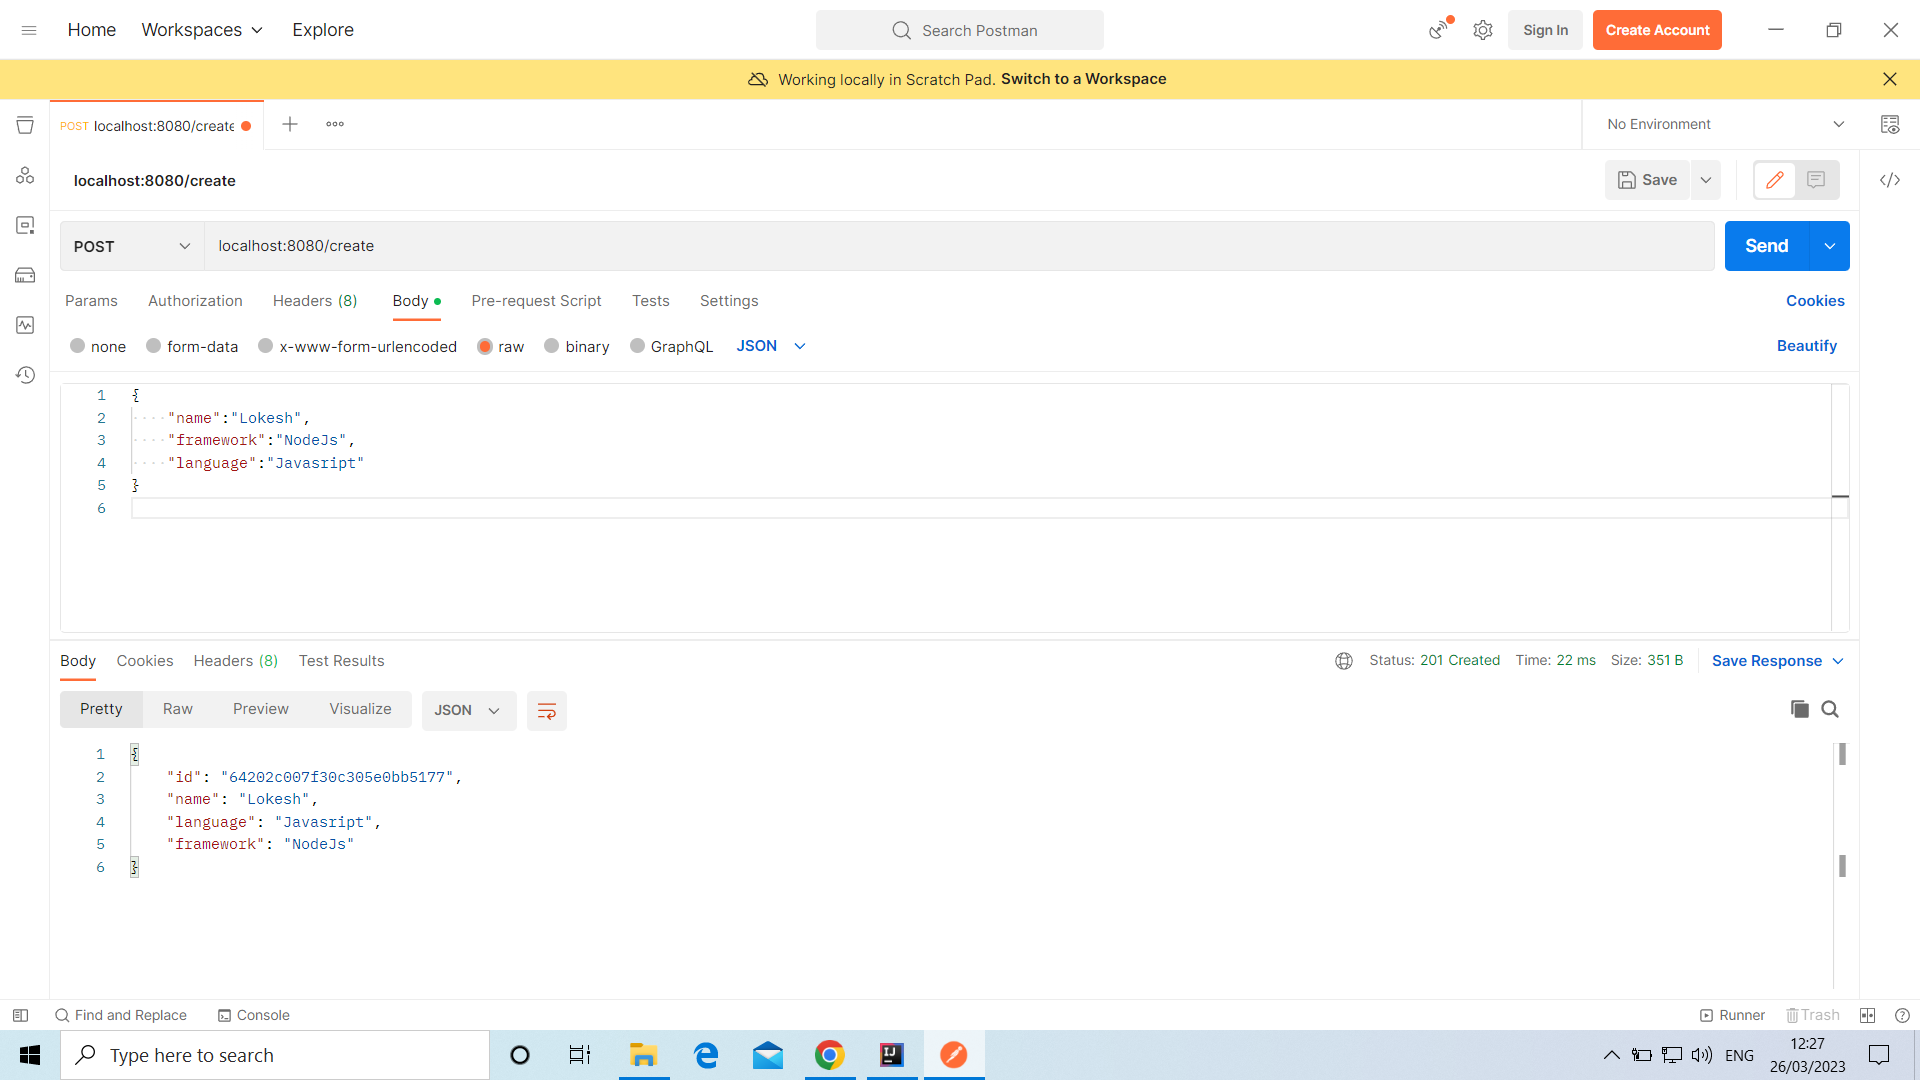 Home Workspaces Explore Search Postman Sign In Create Account
Working locally in Scratch Pad. Switch to a Workspace
POST localhost:8080/create No Environment
localhost:8080/create Save
POST localhost:8080/create Send
Params Authorization Headers (8) Body Pre-request Script Tests Settings Cookies
none form-data x-www-form-urlencoded raw binary GraphQL JSON Beautify
1 {
2 "name":"Lokesh",
3 "framework":"NodeJs",
4 "language":"Javasript"
5 }
6
Body Cookies Headers (8) Test Results Status: 201 Created Time: 22 ms Size: 351 B Save Response
Pretty Raw Preview Visualize JSON
1 {
2 "id": "64202c007f30c305e0bb5177",
3 "name": "Lokesh",
4 "language": "Javasript",
5 "framework": "NodeJs"
6 }
Find and Replace Console Runner Trash
Type here to search ENG 12:27
26/03/2023